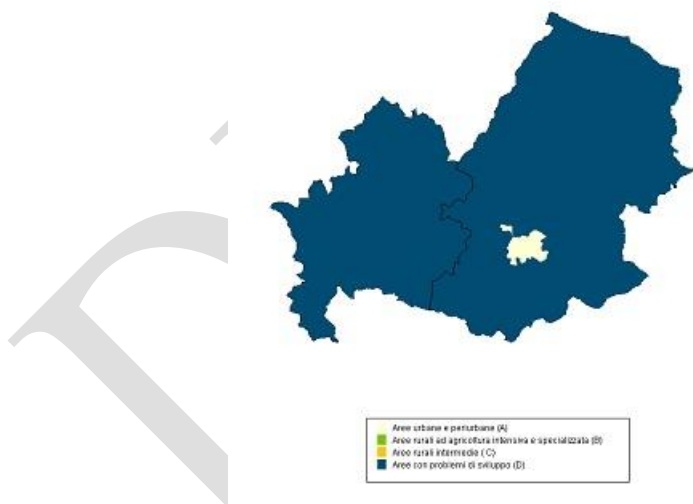 Aree urbane e periurbane (A)
Aree rurali ad agricoltura intensiva e specializzata (B)
Aree rurali intermedie ( C)
Aree con problemi di sviluppo (D)